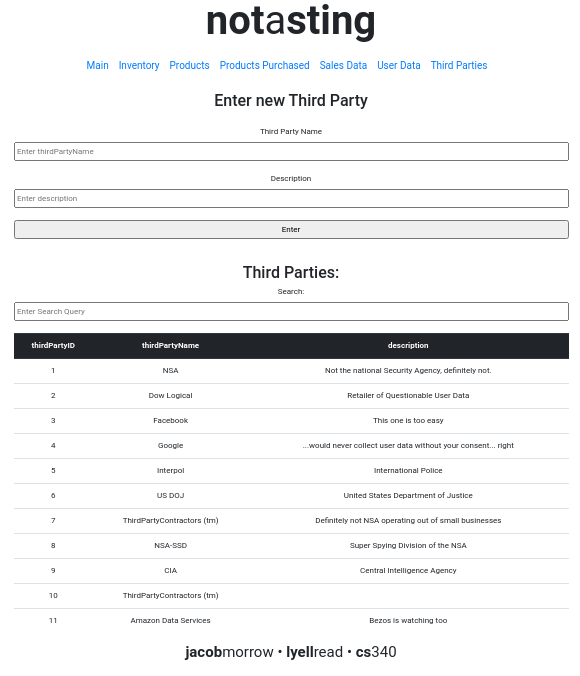 notasting
Main Inventory Products Products Purchased Sales Data User Data Third Parties
Enter new Third Party
Third Party Name
Enter thirdPartyName
Description
Enter description
Enter
Third Parties:
Search:
Enter Search Query
thirdPartyID thirdPartyName description
1 NSA Not the national Security Agency, definitely not.
2 Dow Logical Retailer of Questionable User Data
3 Facebook This one is too easy
4 Google ...would never collect user data without your consent... right
5 Interpol International Police
6 US DOJ United States Department of Justice
7 ThirdPartyContractors (tm) Definitely not NSA operating out of small businesses
8 NSA-SSD Super Spying Division of the NSA
9 CIA Central Intelligence Agency
10 ThirdPartyContractors (tm)
11 Amazon Data Services Bezos is watching too
jacobmorrow • lyellread • cs340